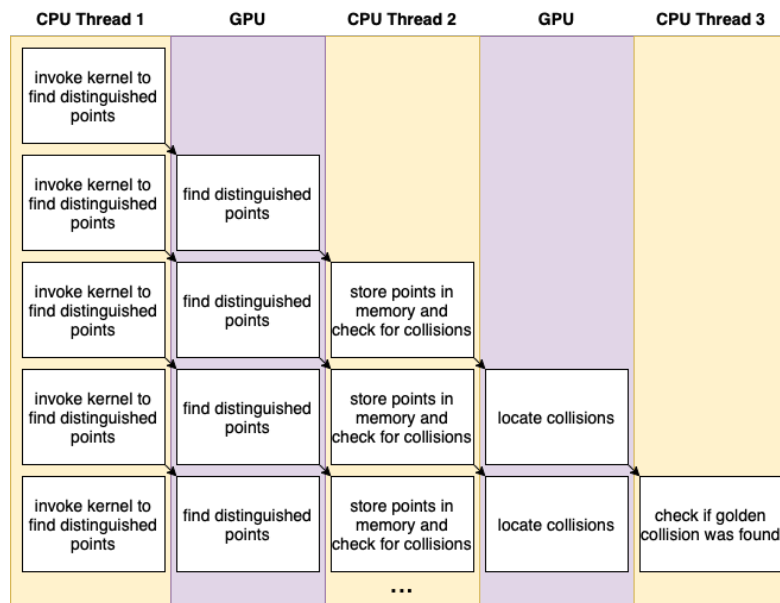 CPU Thread 1 GPU CPU Thread 2 GPU CPU Thread 3
invoke kernel to
find distinguished
points
invoke kernel to
find distinguished
points
find distinguished
points
invoke kernel to
find distinguished
points
find distinguished
points
store points in
memory and
check for collisions
invoke kernel to
find distinguished
points
find distinguished
points
store points in
memory and
check for collisions
locate collisions
invoke kernel to
find distinguished
points
find distinguished
points
store points in
memory and
check for collisions
locate collisions
check if golden
collision was found
...